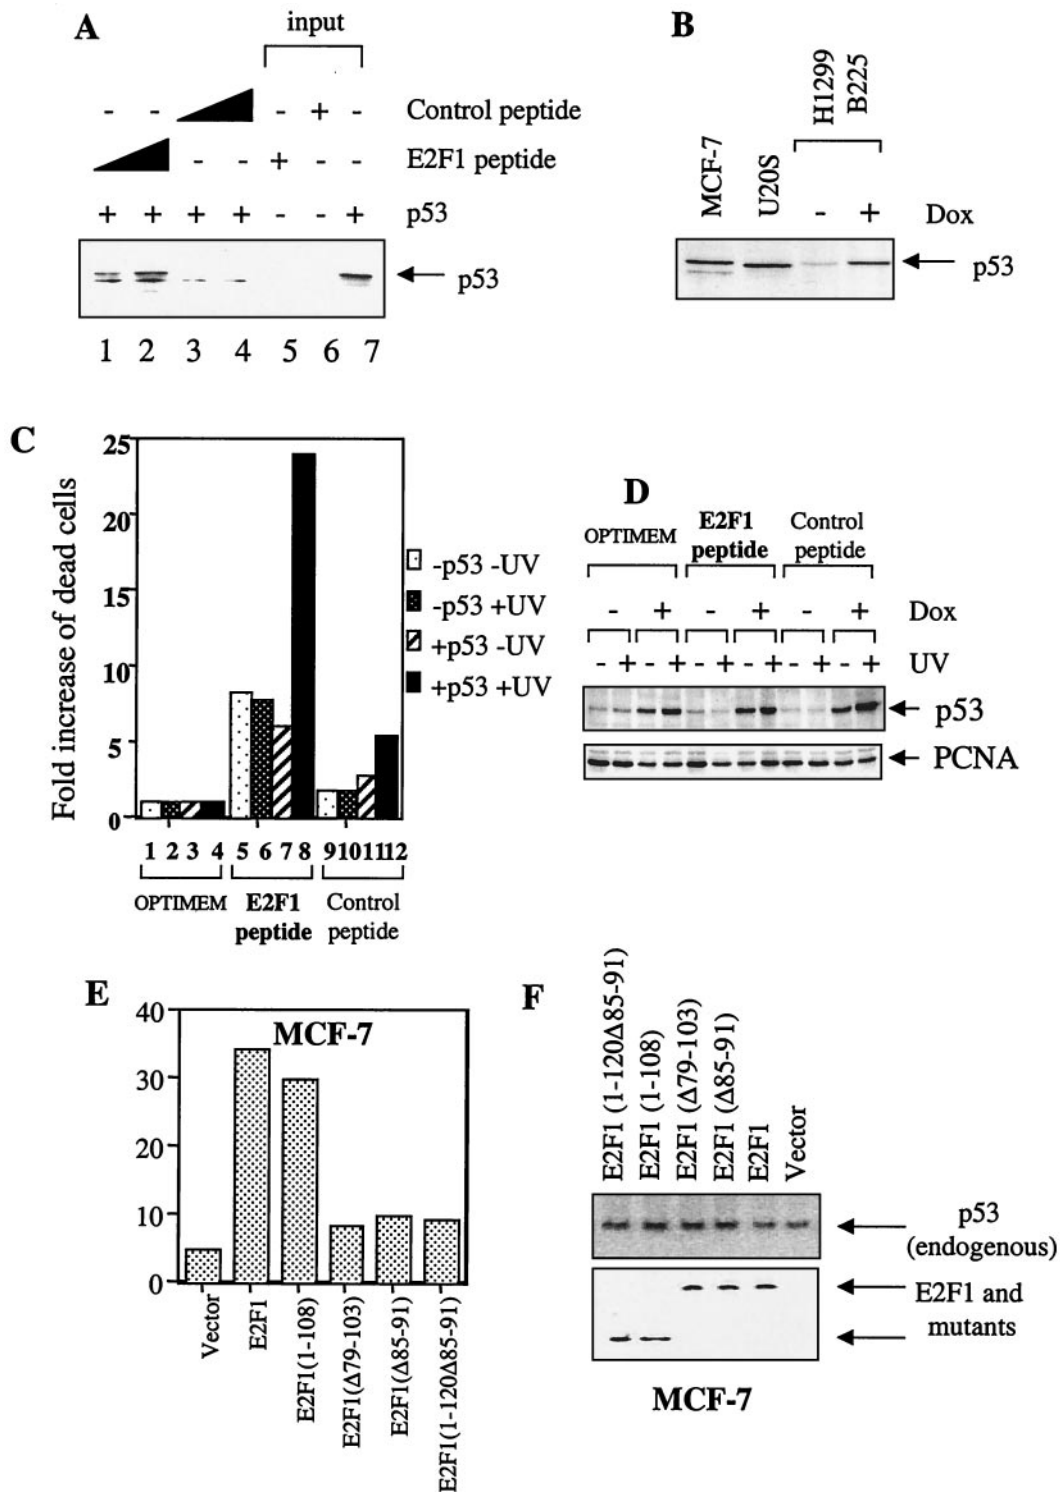 A
input
- - - + - Control peptide
- - + - - E2F1 peptide
+ + + + - - + p53
p53
1 2 3 4 5 6 7
B
MCF-7
U20S
H1299
B225
- + Dox
p53
C
Fold increase of dead cells
25
20
15
10
5
0
-p53 -UV
-p53 +UV
+p53 -UV
+p53 +UV
1 2 3 4 5 6 7 8 9 10 11 12
OPTIMEM
E2F1
peptide
Control
peptide
D
OPTIMEM
E2F1
peptide
Control
peptide
- + - + - + Dox
- + - + - + - + - + - + UV
p53
PCNA
E
MCF-7
40
30
20
10
0
Vector
E2F1
E2F1(1-108)
E2F1(Δ79-103)
E2F1(Δ85-91)
E2F1(1-120Δ85-91)
F
E2F1 (1-120Δ85-91)
E2F1 (1-108)
E2F1 (Δ79-103)
E2F1 (Δ85-91)
E2F1
Vector
p53
(endogenous)
E2F1 and
mutants
MCF-7